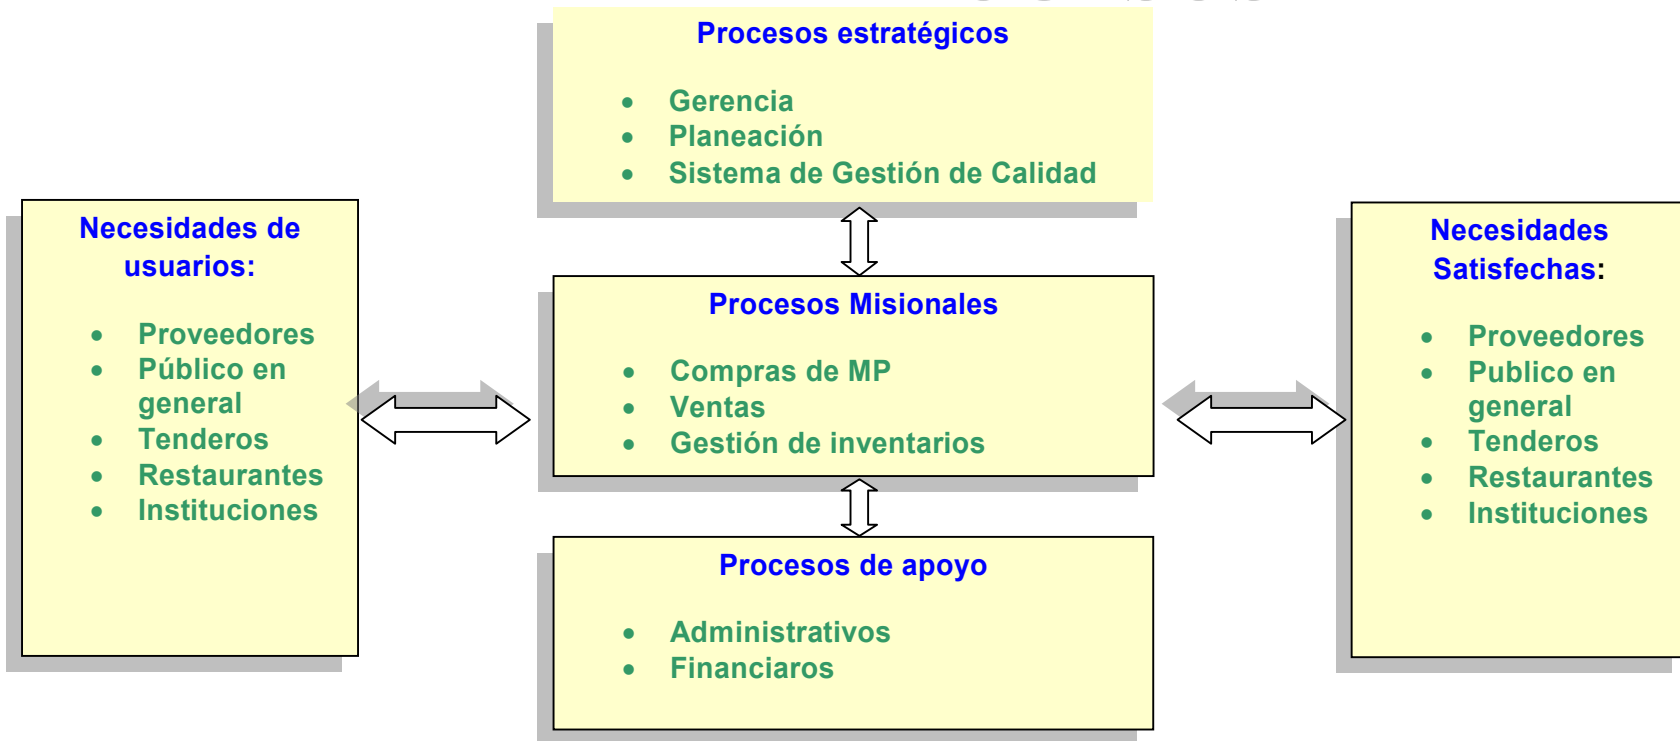 Procesos estratégicos
• Gerencia
• Planeación
• Sistema de Gestión de Calidad
Necesidades de
usuarios:
• Proveedores
• Público en
general
• Tenderos
• Restaurantes
• Instituciones
Procesos Misionales
• Compras de MP
• Ventas
• Gestión de inventarios
Procesos de apoyo
• Administrativos
• Financiaros
Necesidades
Satisfechas:
• Proveedores
• Publico en
general
• Tenderos
• Restaurantes
• Instituciones